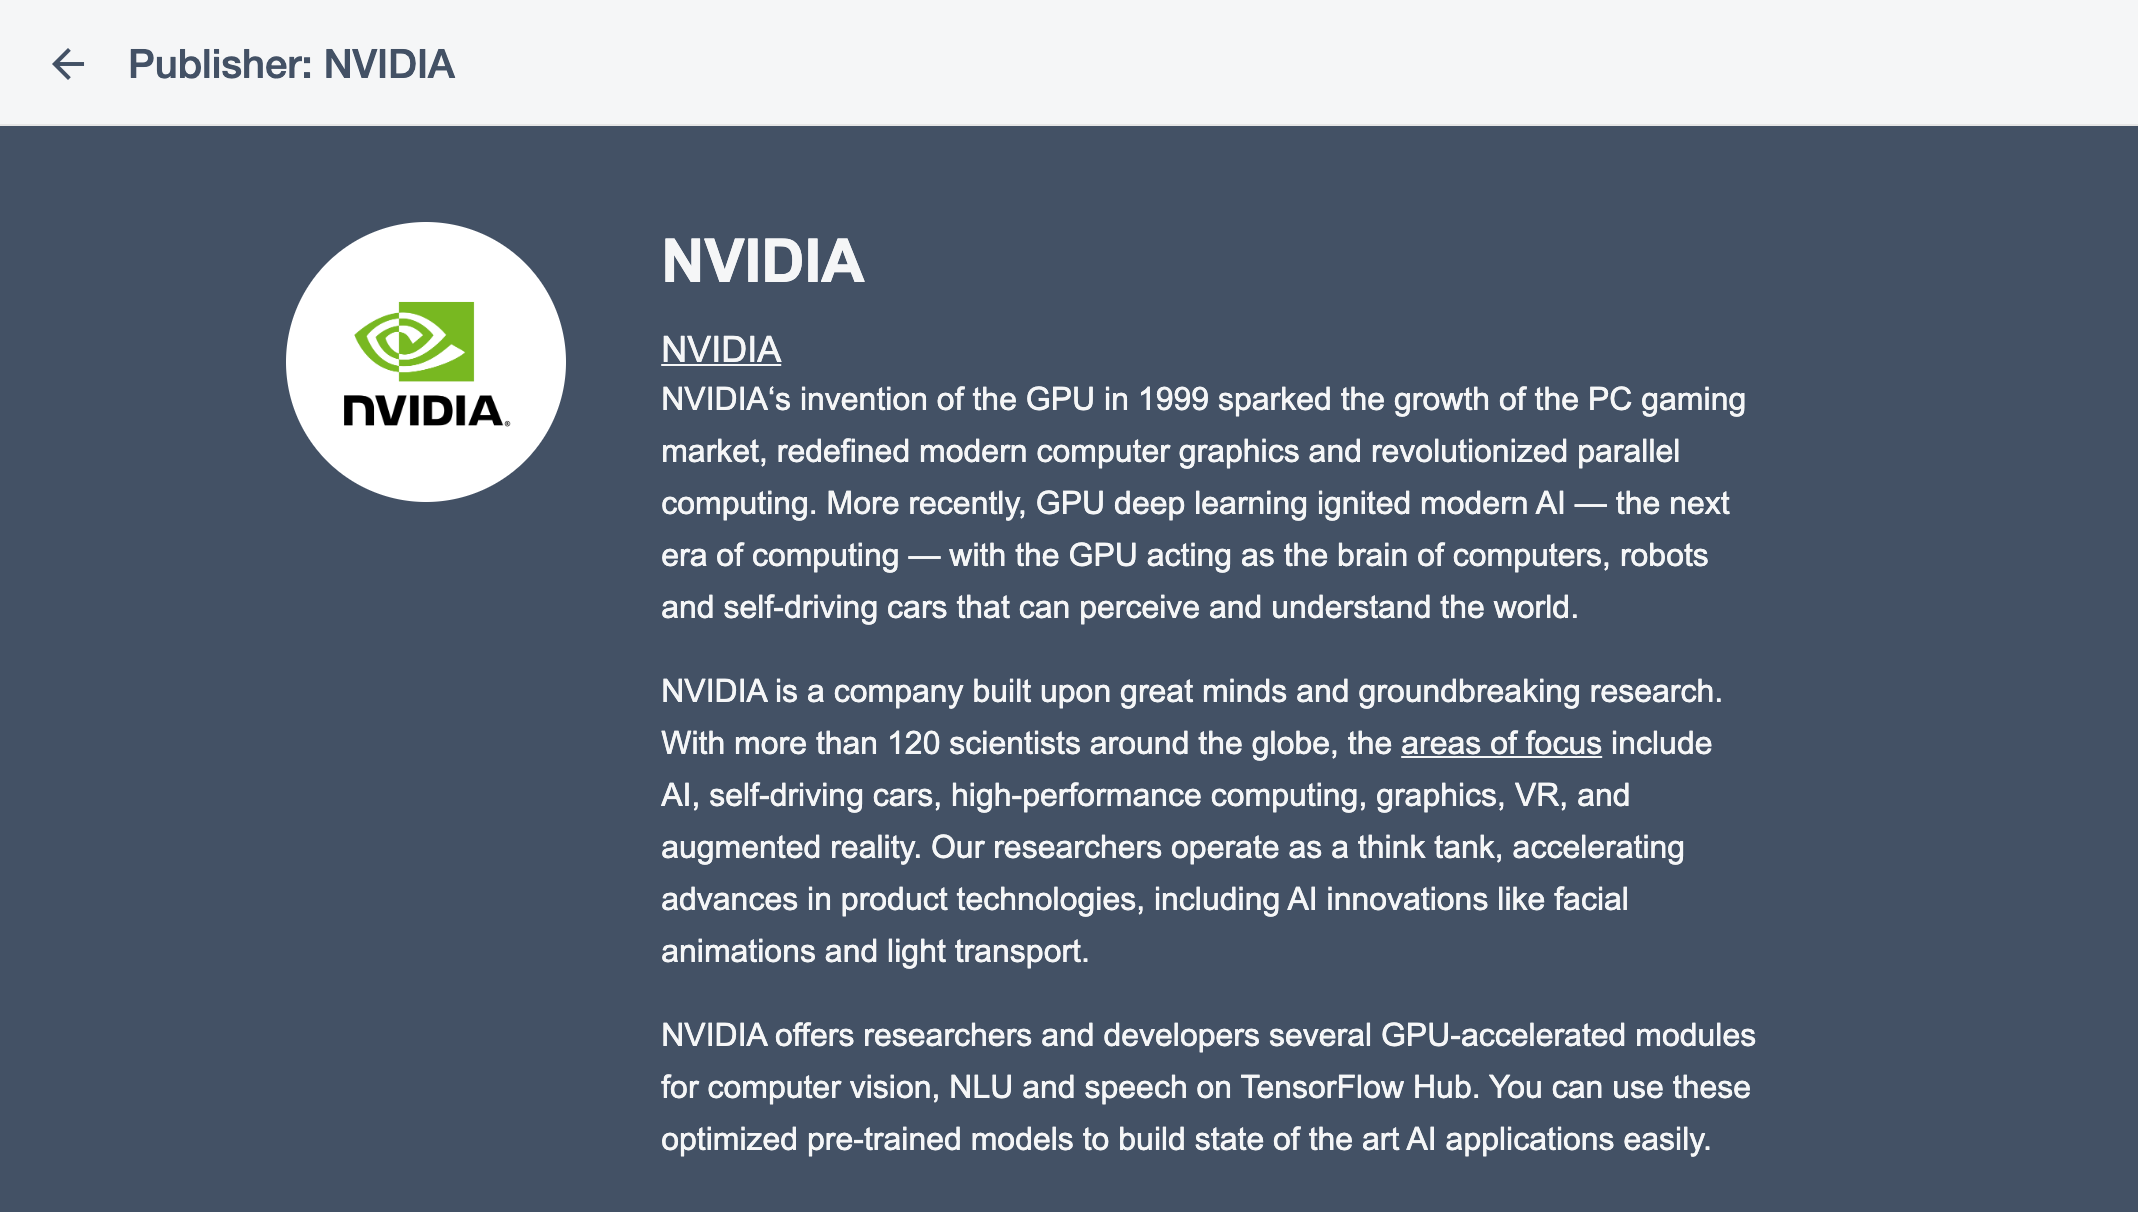 Publisher: NVIDIA
NVIDIA®
NVIDIA
NVIDIA
NVIDIA‘s invention of the GPU in 1999 sparked the growth of the PC gaming
market, redefined modern computer graphics and revolutionized parallel
computing. More recently, GPU deep learning ignited modern AI — the next
era of computing — with the GPU acting as the brain of computers, robots
and self-driving cars that can perceive and understand the world.
NVIDIA is a company built upon great minds and groundbreaking research.
With more than 120 scientists around the globe, the areas of focus include
AI, self-driving cars, high-performance computing, graphics, VR, and
augmented reality. Our researchers operate as a think tank, accelerating
advances in product technologies, including AI innovations like facial
animations and light transport.
NVIDIA offers researchers and developers several GPU-accelerated modules
for computer vision, NLU and speech on TensorFlow Hub. You can use these
optimized pre-trained models to build state of the art AI applications easily.